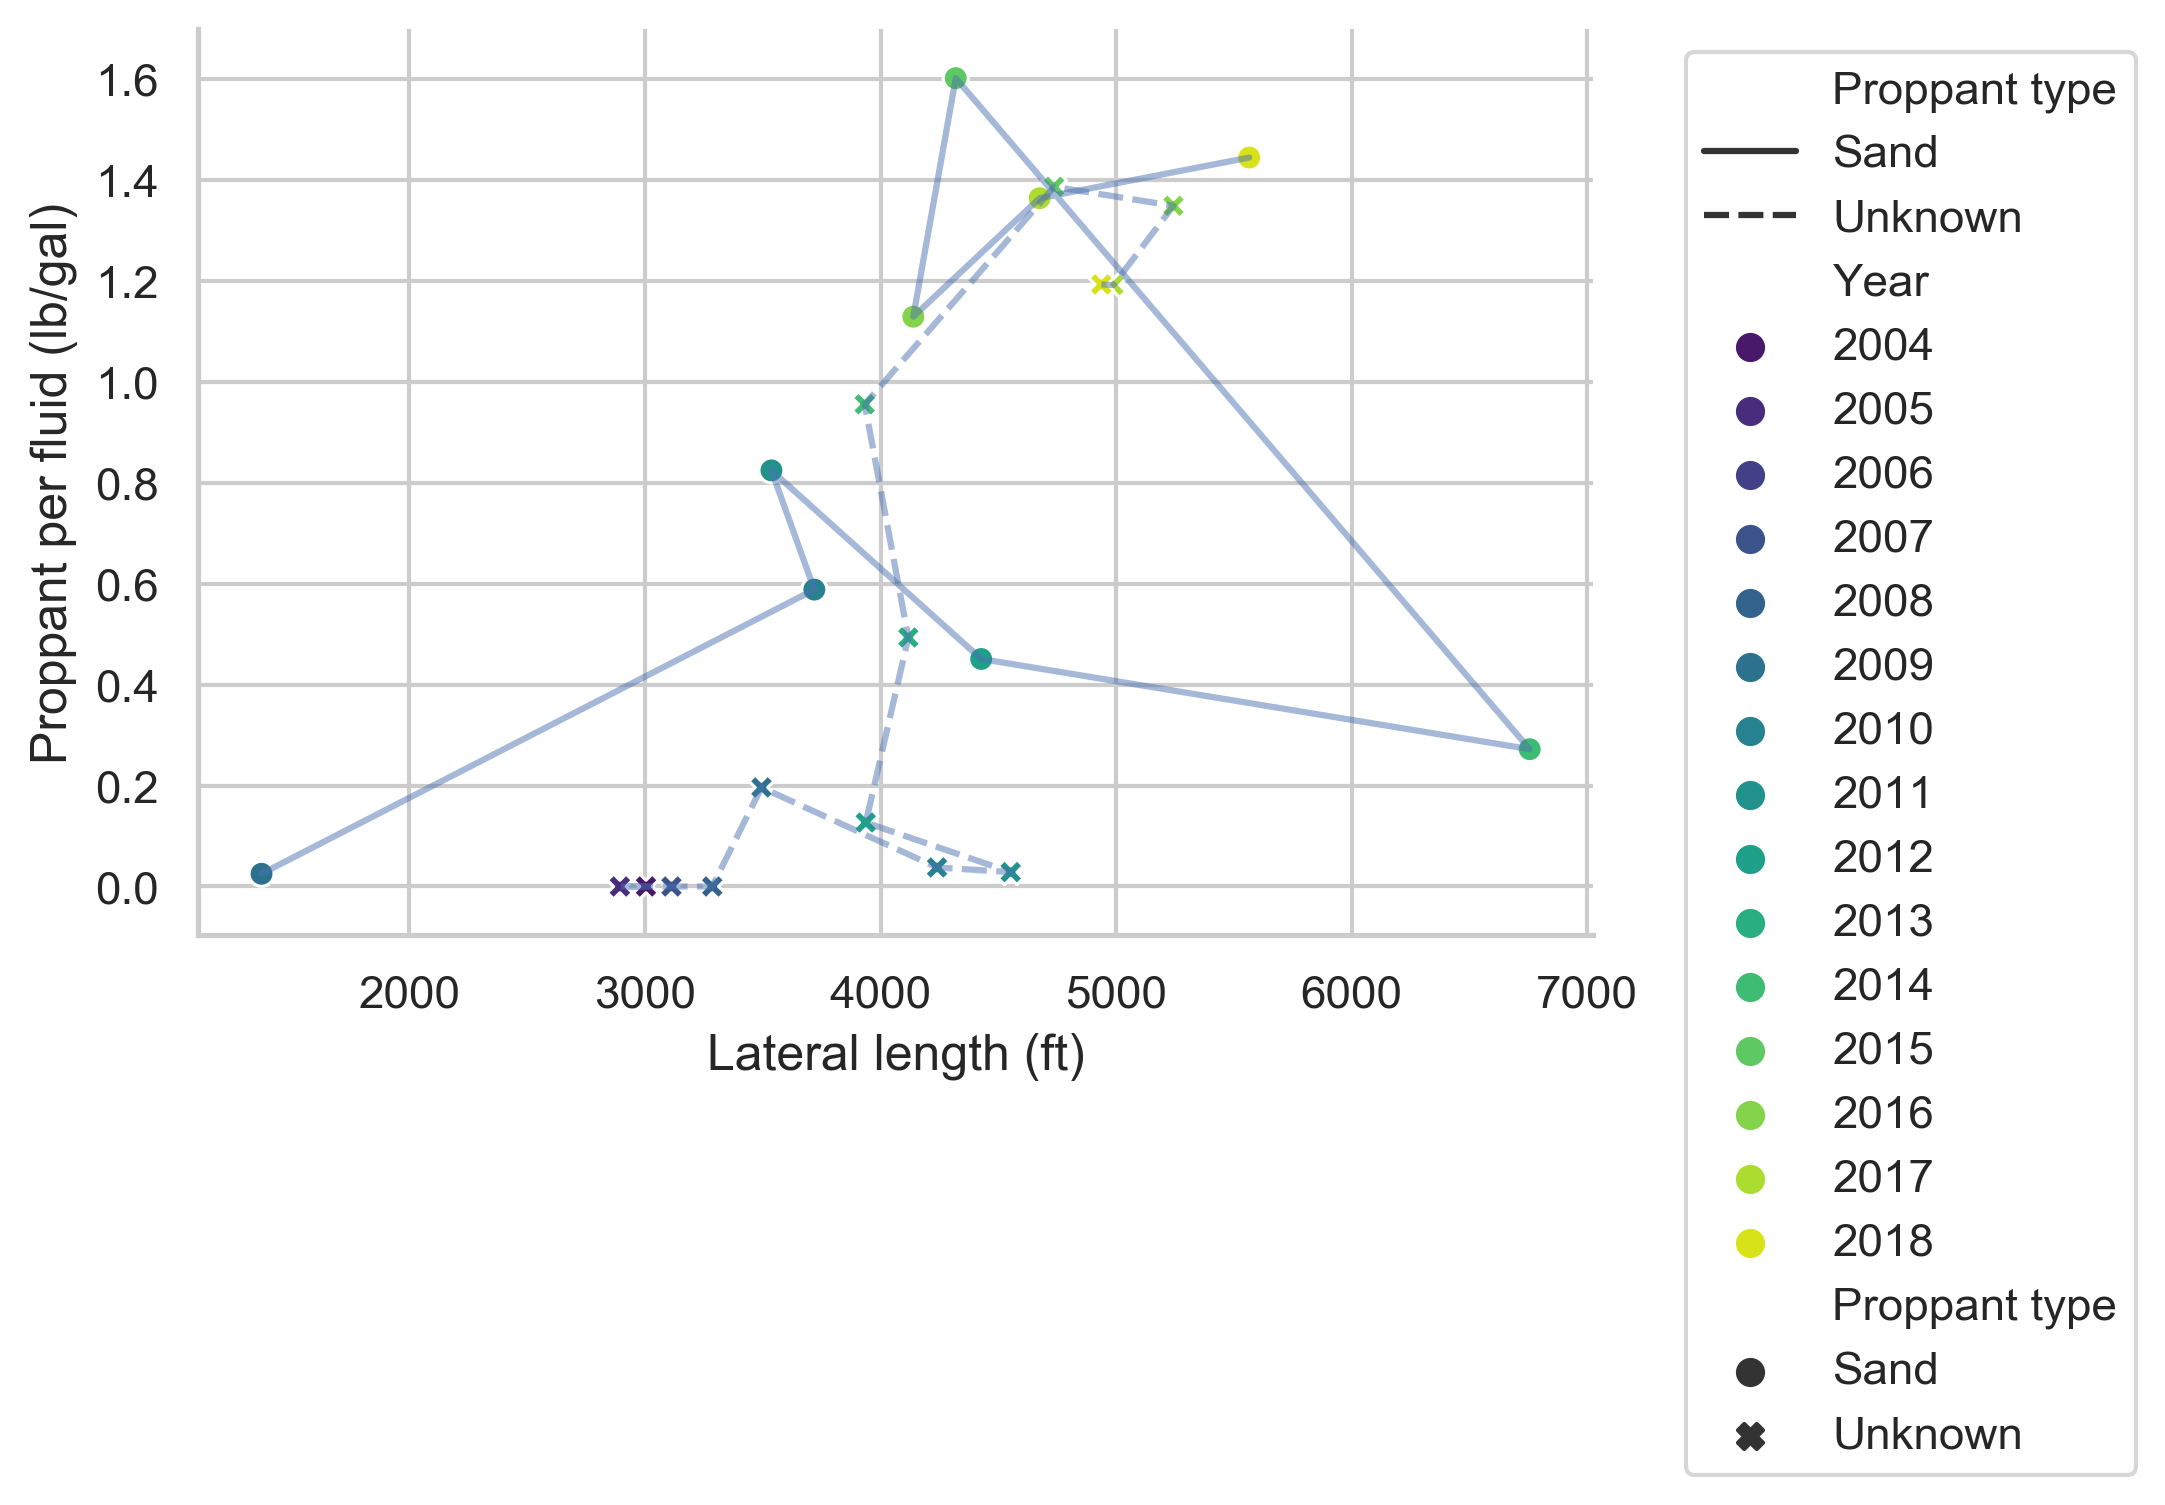 1.6
1.4
1.2
1.0
0.8
0.6
0.4
0.2
0.0
Proppant per fluid (lb/gal)
2000 3000 4000 5000 6000 7000
Lateral length (ft)
Proppant type
Sand
Unknown
Year
2004
2005
2006
2007
2008
2009
2010
2011
2012
2013
2014
2015
2016
2017
2018
Proppant type
Sand
Unknown